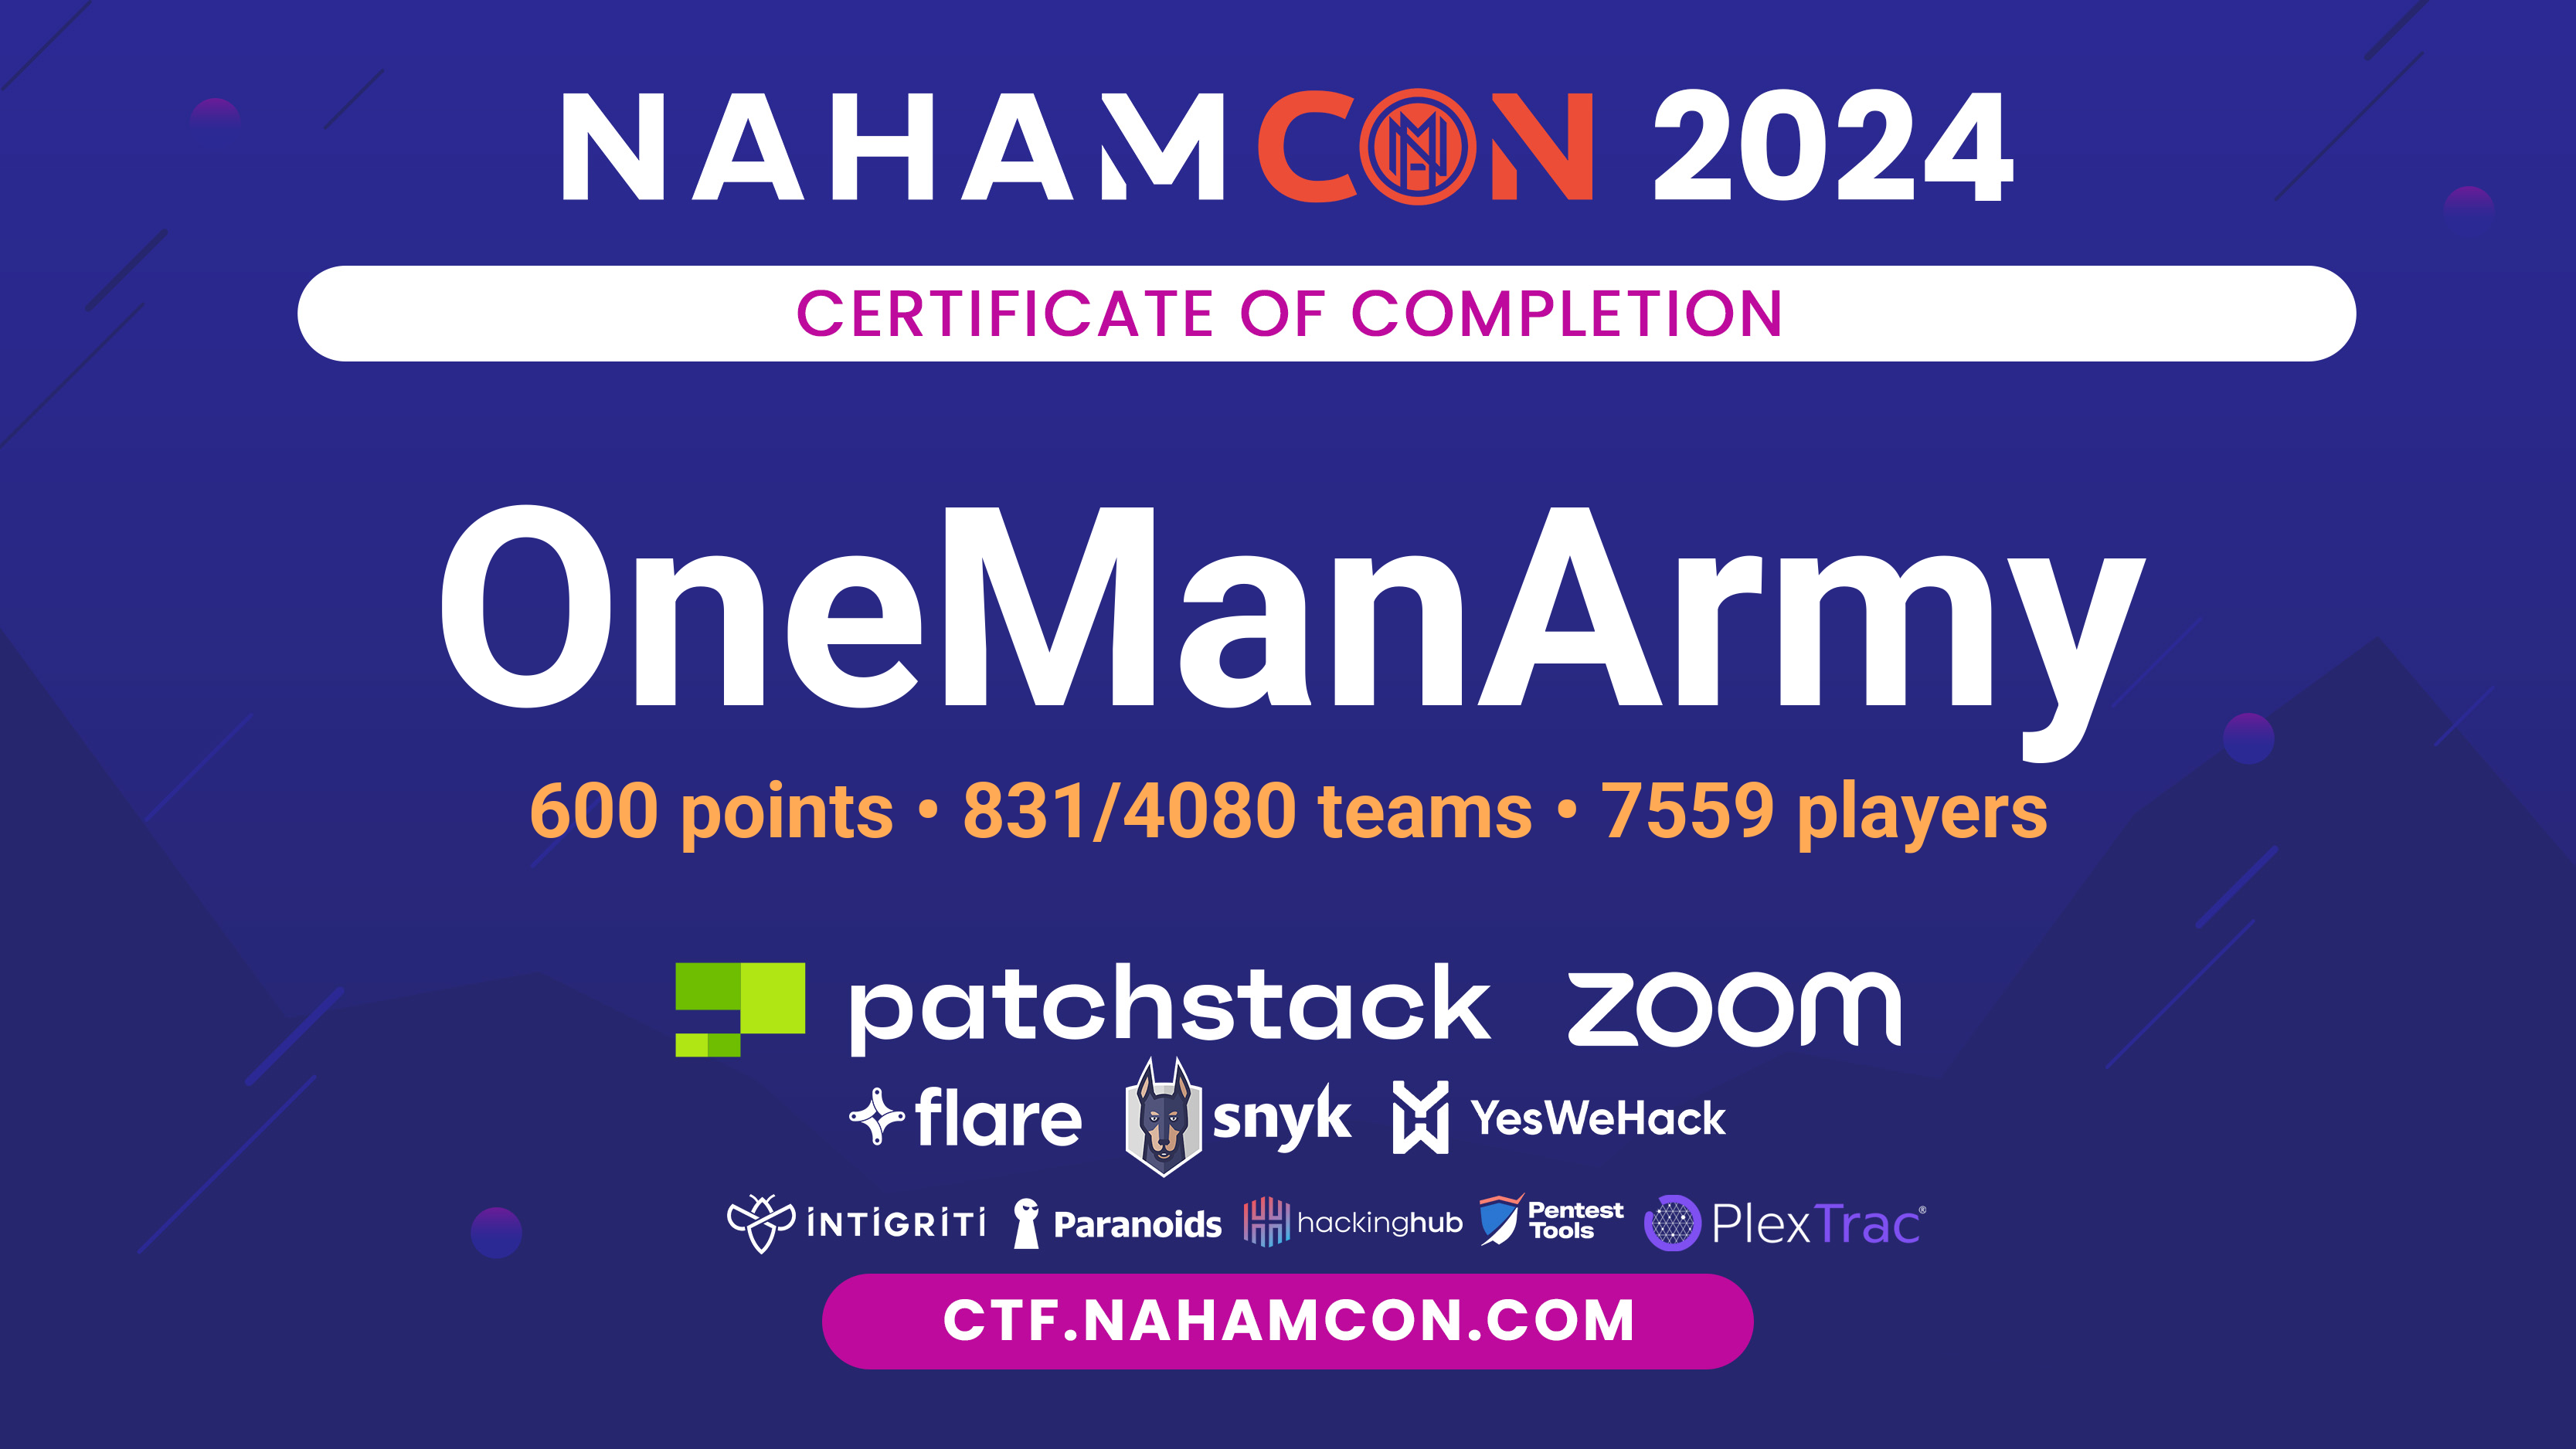 NAHAMCON 2024
CERTIFICATE OF COMPLETION
OneManArmy
600 points • 831/4080 teams • 7559 players
patchstack zoom
flare snyk YesWeHack
INTIGRITI Paranoids hackinghub Pentest Tools PlexTrac®
CTF.NAHAMCON.COM